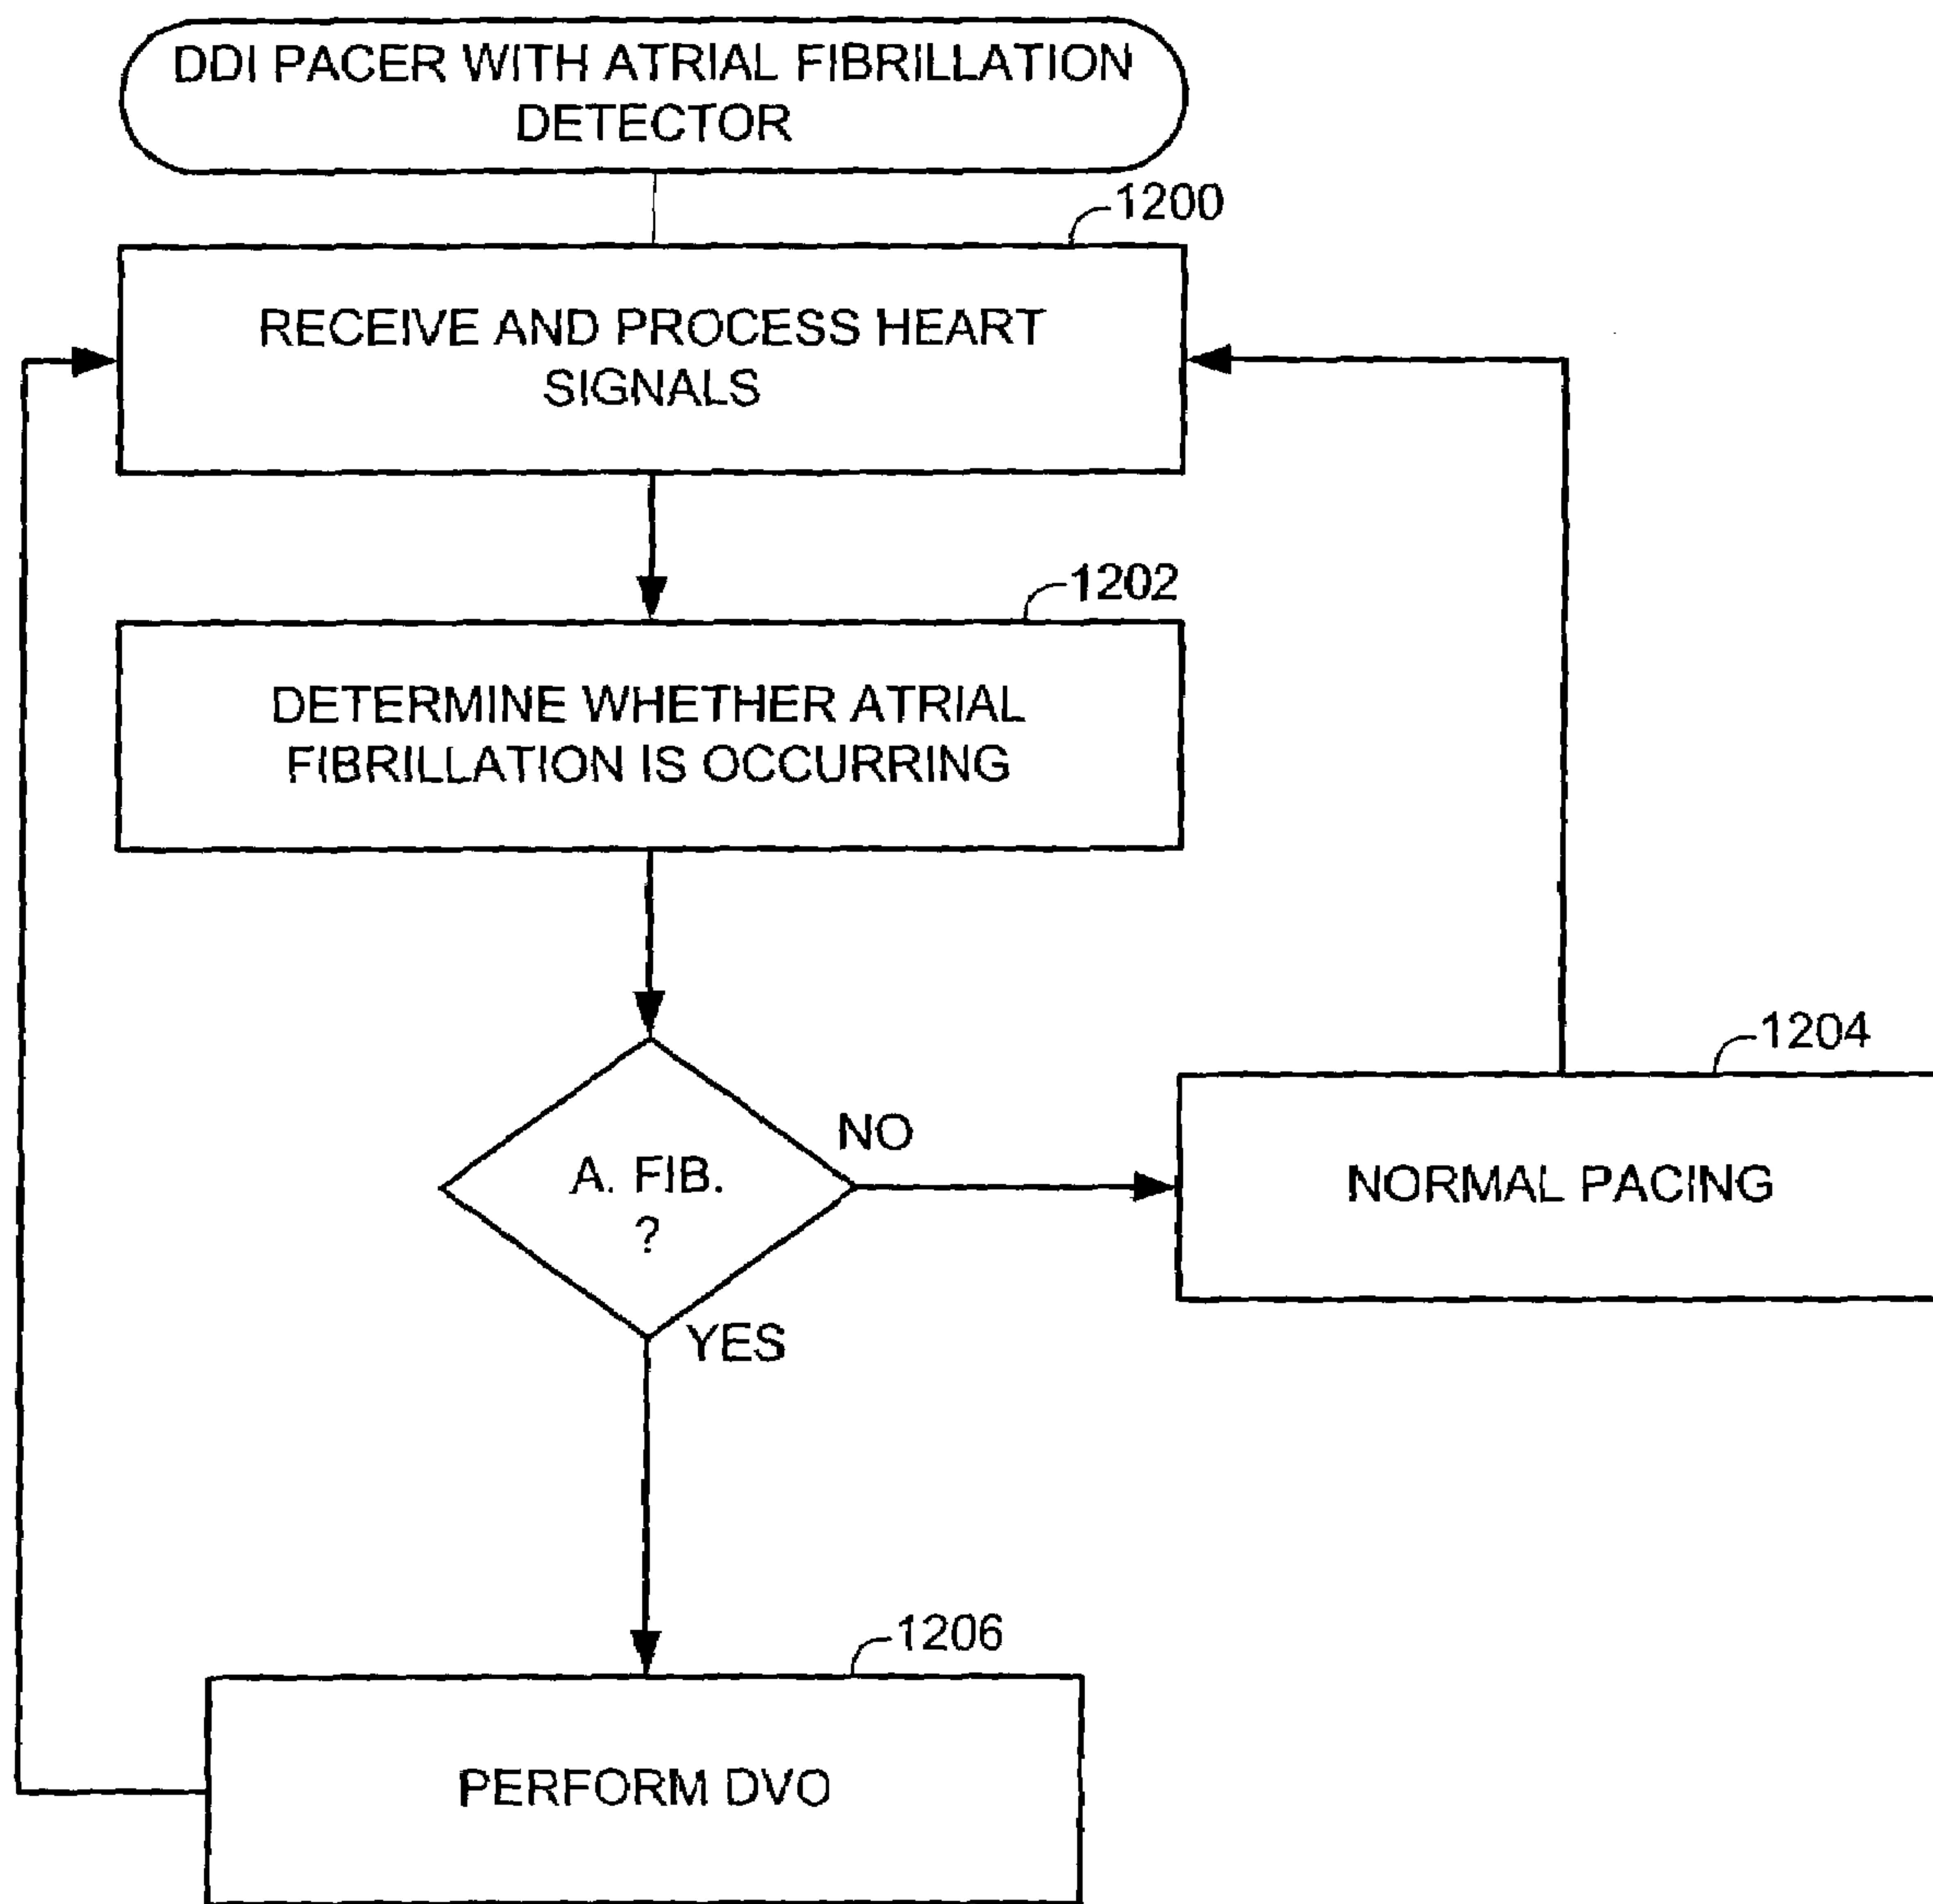 DDI PACER WITH ATRIAL FIBRILLATION
DETECTOR
1200
RECEIVE AND PROCESS HEART
SIGNALS
1202
DETERMINE WHETHER ATRIAL
FIBRILLATION IS OCCURRING
1204
NO
A. FIB.
?
NORMAL PACING
YES
1206
PERFORM DVO